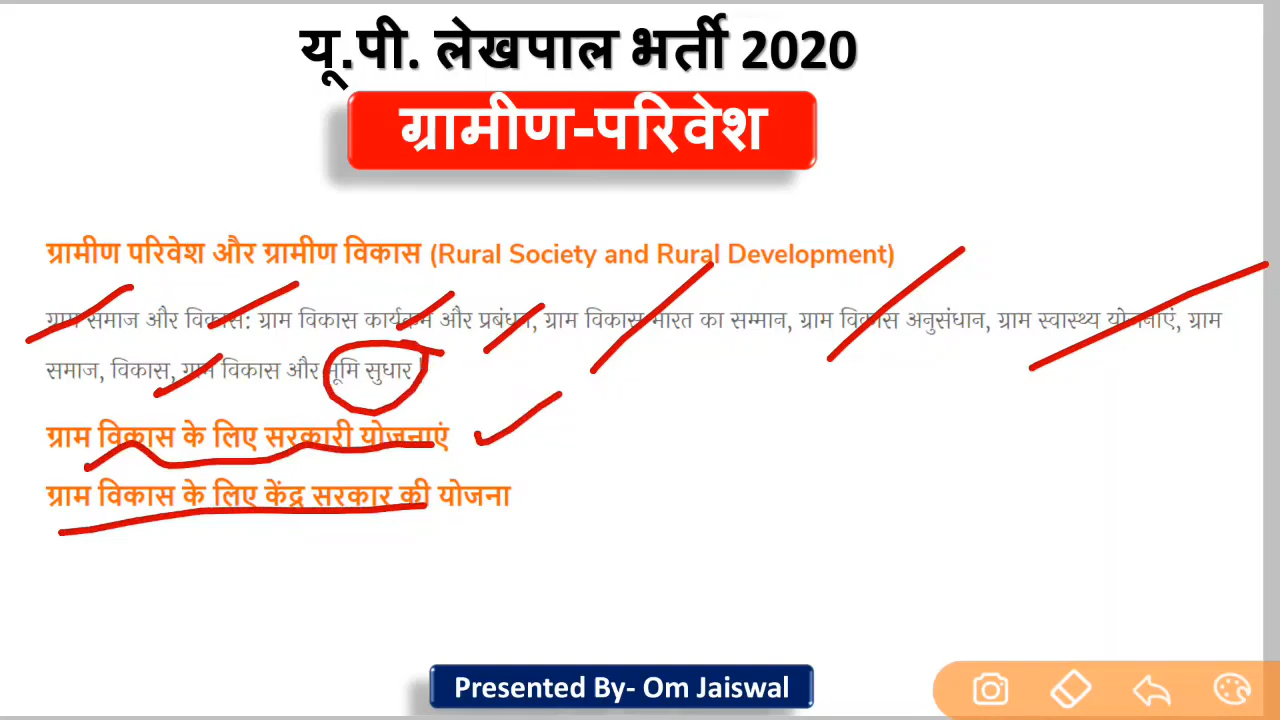 यू.पी. लेखपाल भर्ती 2020
ग्रामीण-परिवेश
ग्रामीण परिवेश और ग्रामीण विकास (Rural Society and Rural Development)
ग्राम समाज और विकास: ग्राम विकास कार्यक्रम और प्रबंधन, ग्राम विकास भारत का सम्मान, ग्राम विकास अनुसंधान, ग्राम स्वास्थ्य योजनाएं, ग्राम
समाज, विकास, ग्राम विकास और भूमि सुधार |
ग्राम विकास के लिए सरकारी योजनाएं
ग्राम विकास के लिए केंद्र सरकार की योजना
Presented By- Om Jaiswal